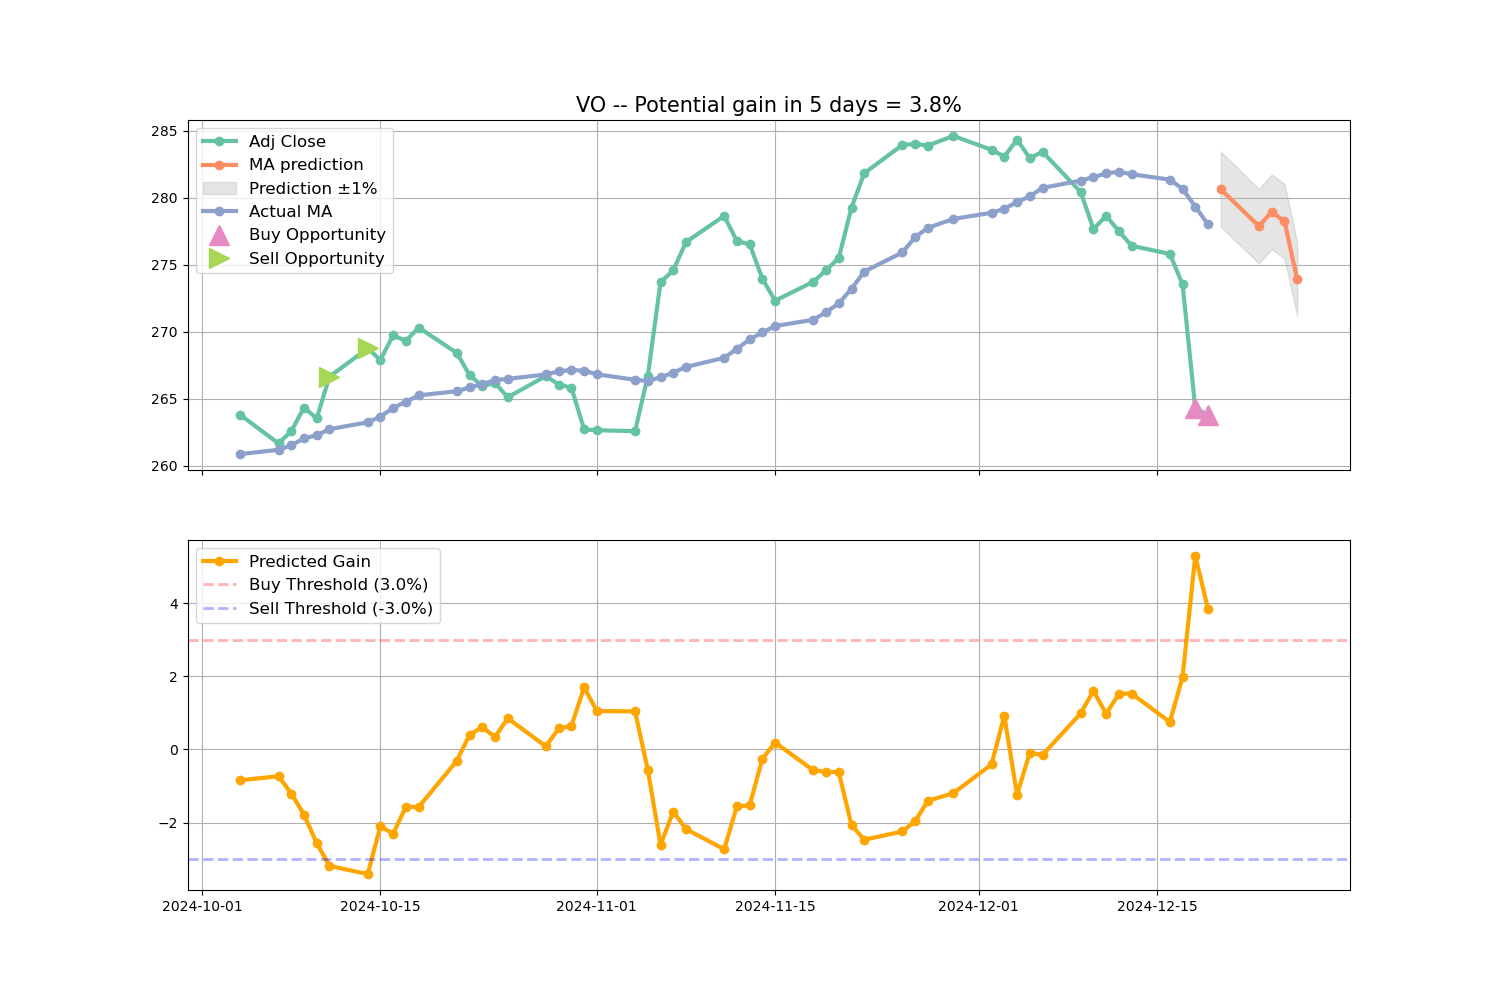 VO -- Potential gain in 5 days = 3.8%
285
280
275
270
265
260
Adj Close
MA prediction
Prediction ±1%
Actual MA
Buy Opportunity
Sell Opportunity
4
2
0
−2
Predicted Gain
Buy Threshold (3.0%)
Sell Threshold (-3.0%)
2024-10-01 2024-10-15 2024-11-01 2024-11-15 2024-12-01 2024-12-15